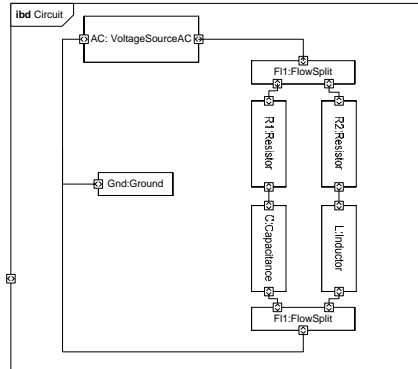 ibd Circuit
AC: VoltageSourceAC
Fl1:FlowSplit
R1:Resistor
R2:Resistor
Gnd:Ground
C:Capacitance
L:Inductor
Fl1:FlowSplit